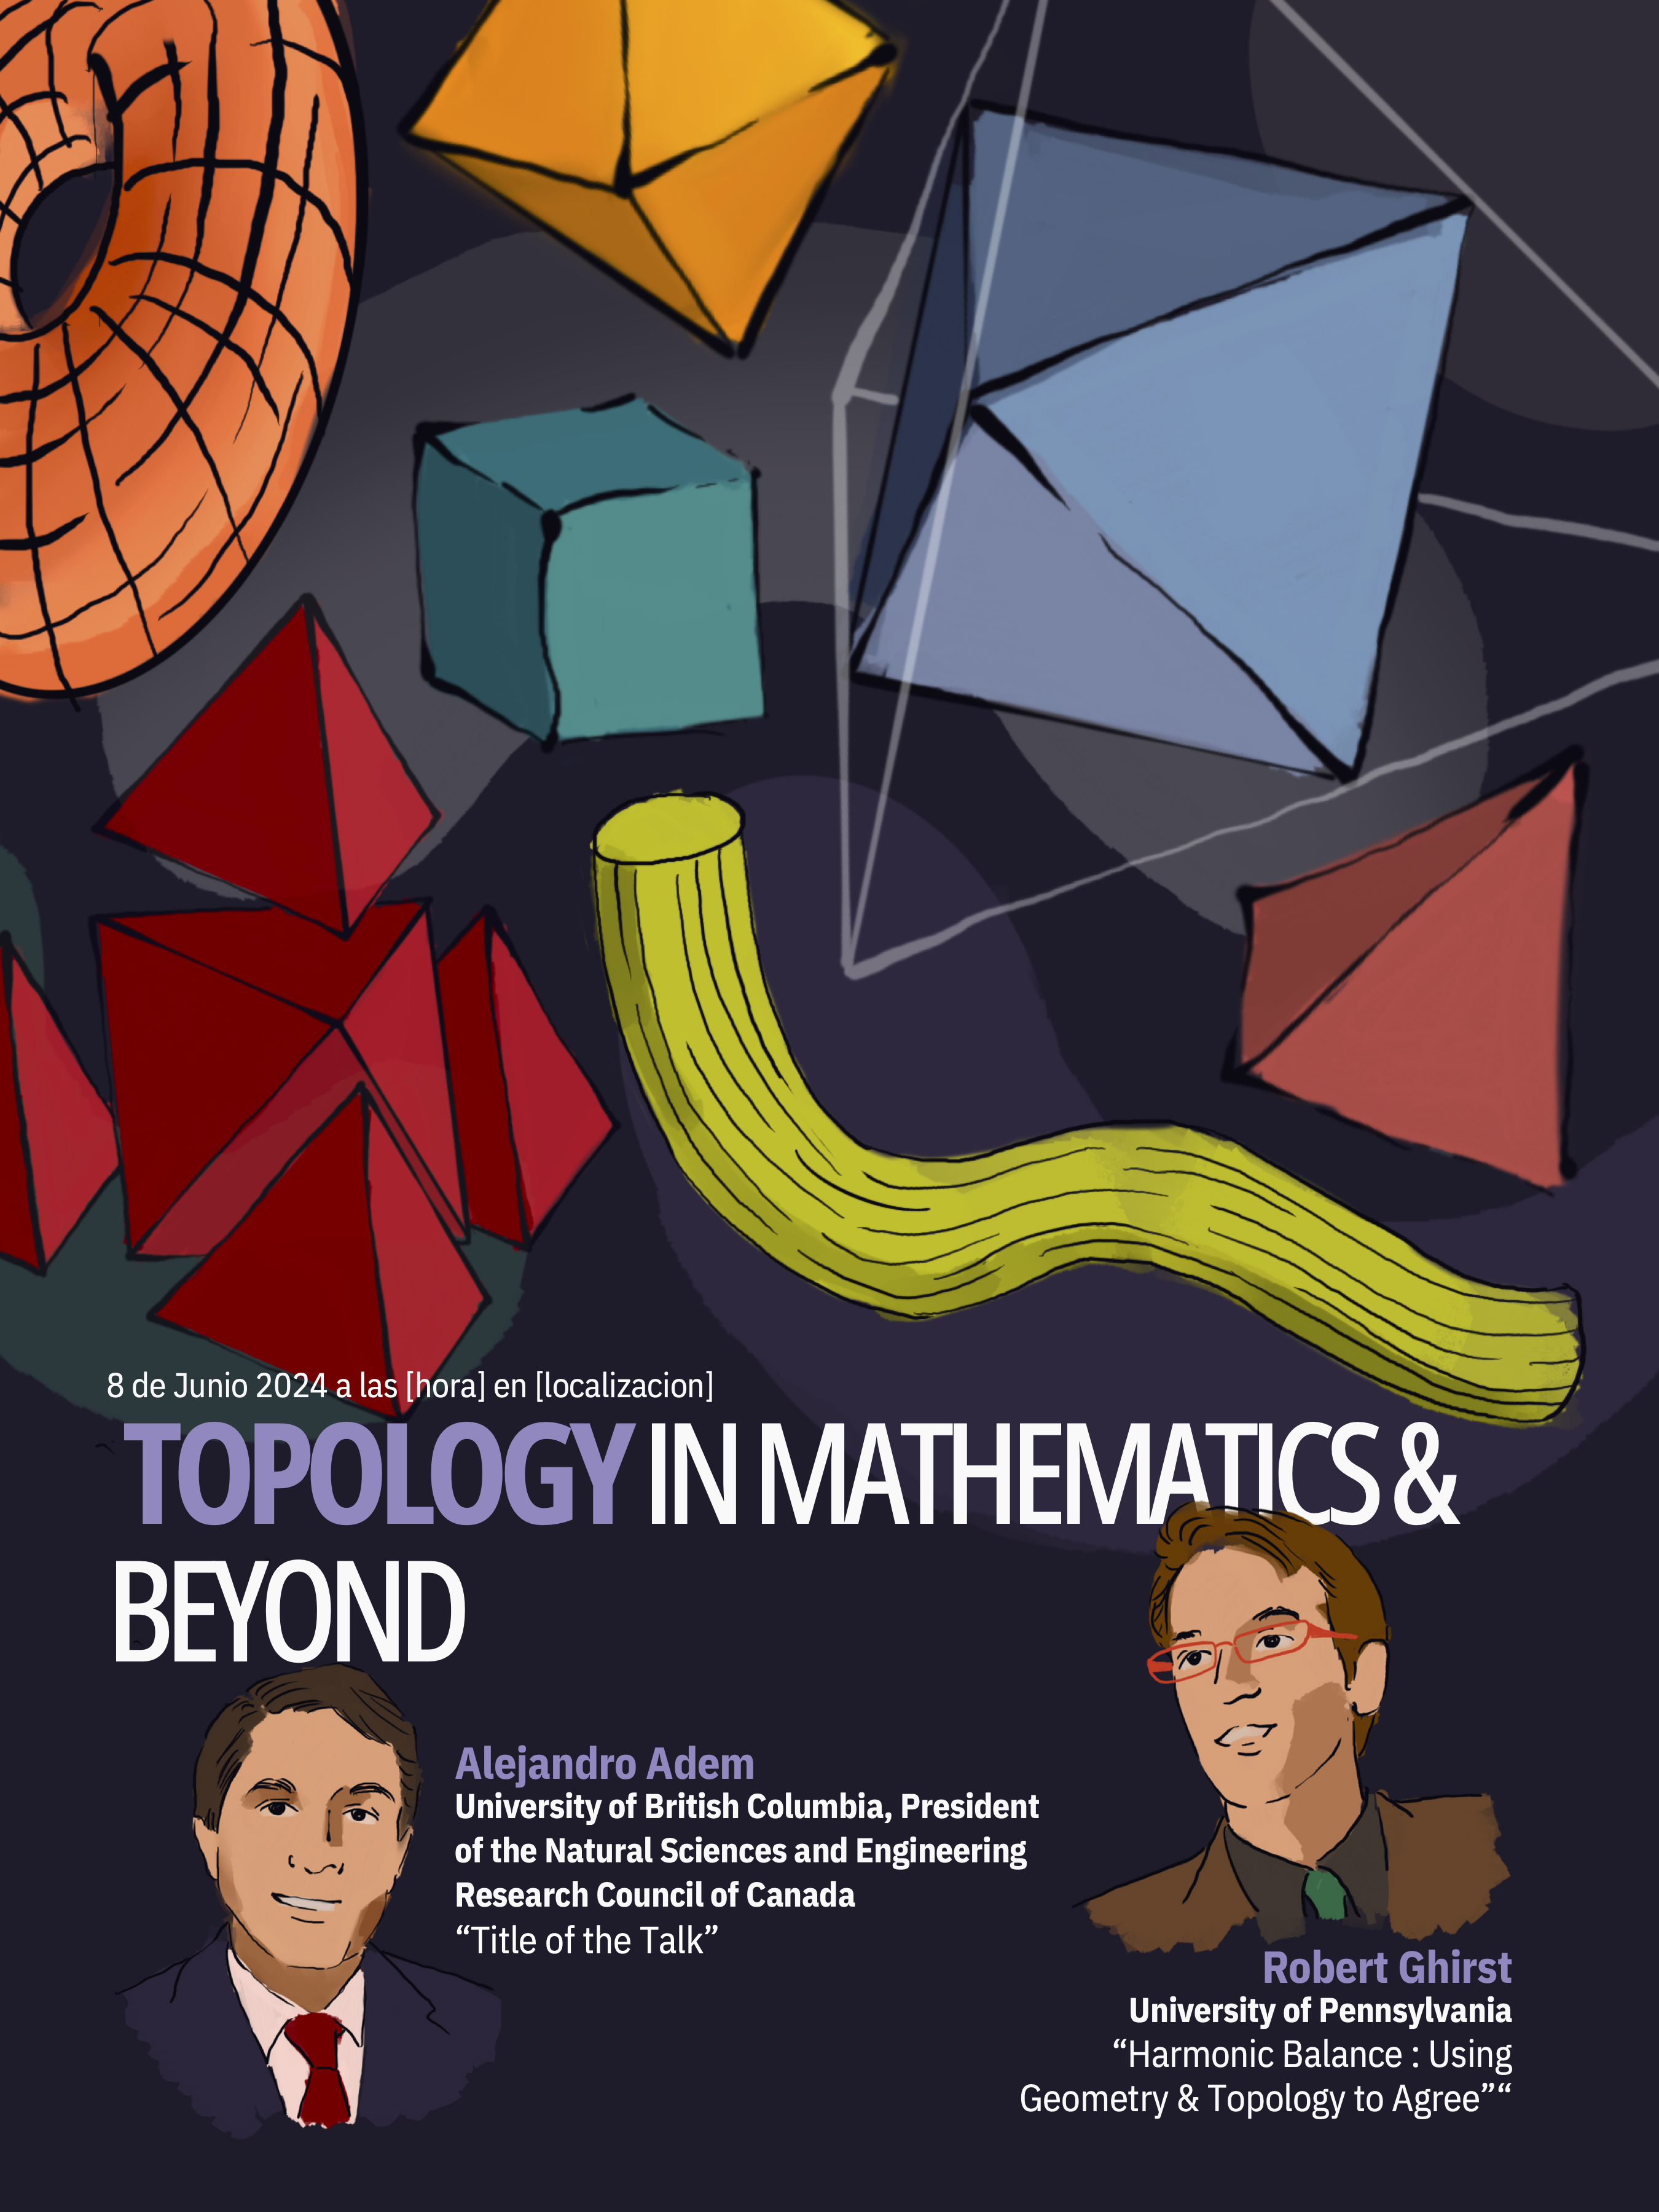 8 de Junio 2024 a las [hora] en [localizacion]
TOPOLOGY IN MATHEMATICS &
BEYOND
Alejandro Adem
University of British Columbia, President
of the Natural Sciences and Engineering
Research Council of Canada
“Title of the Talk”
Robert Ghirst
University of Pennsylvania
“Harmonic Balance : Using
Geometry & Topology to Agree”“